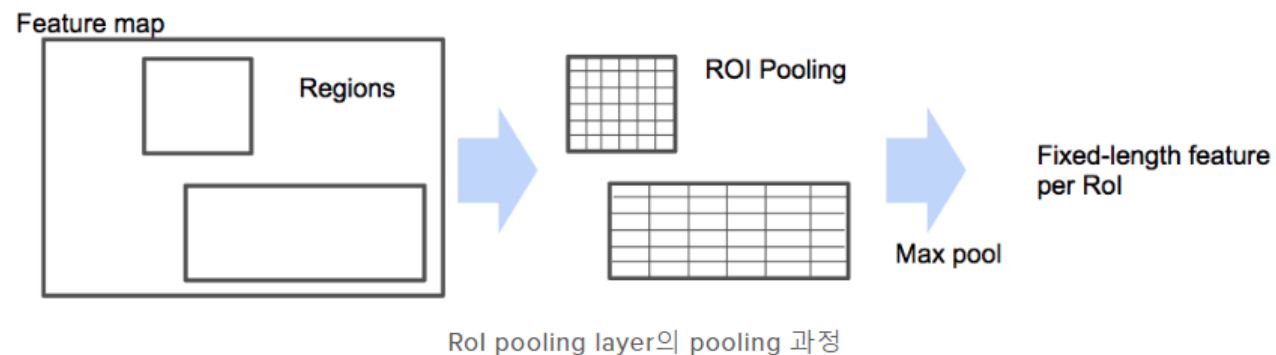 Feature map
Regions
ROI Pooling
Max pool
Fixed-length feature
per RoI
RoI pooling layer의 pooling 과정